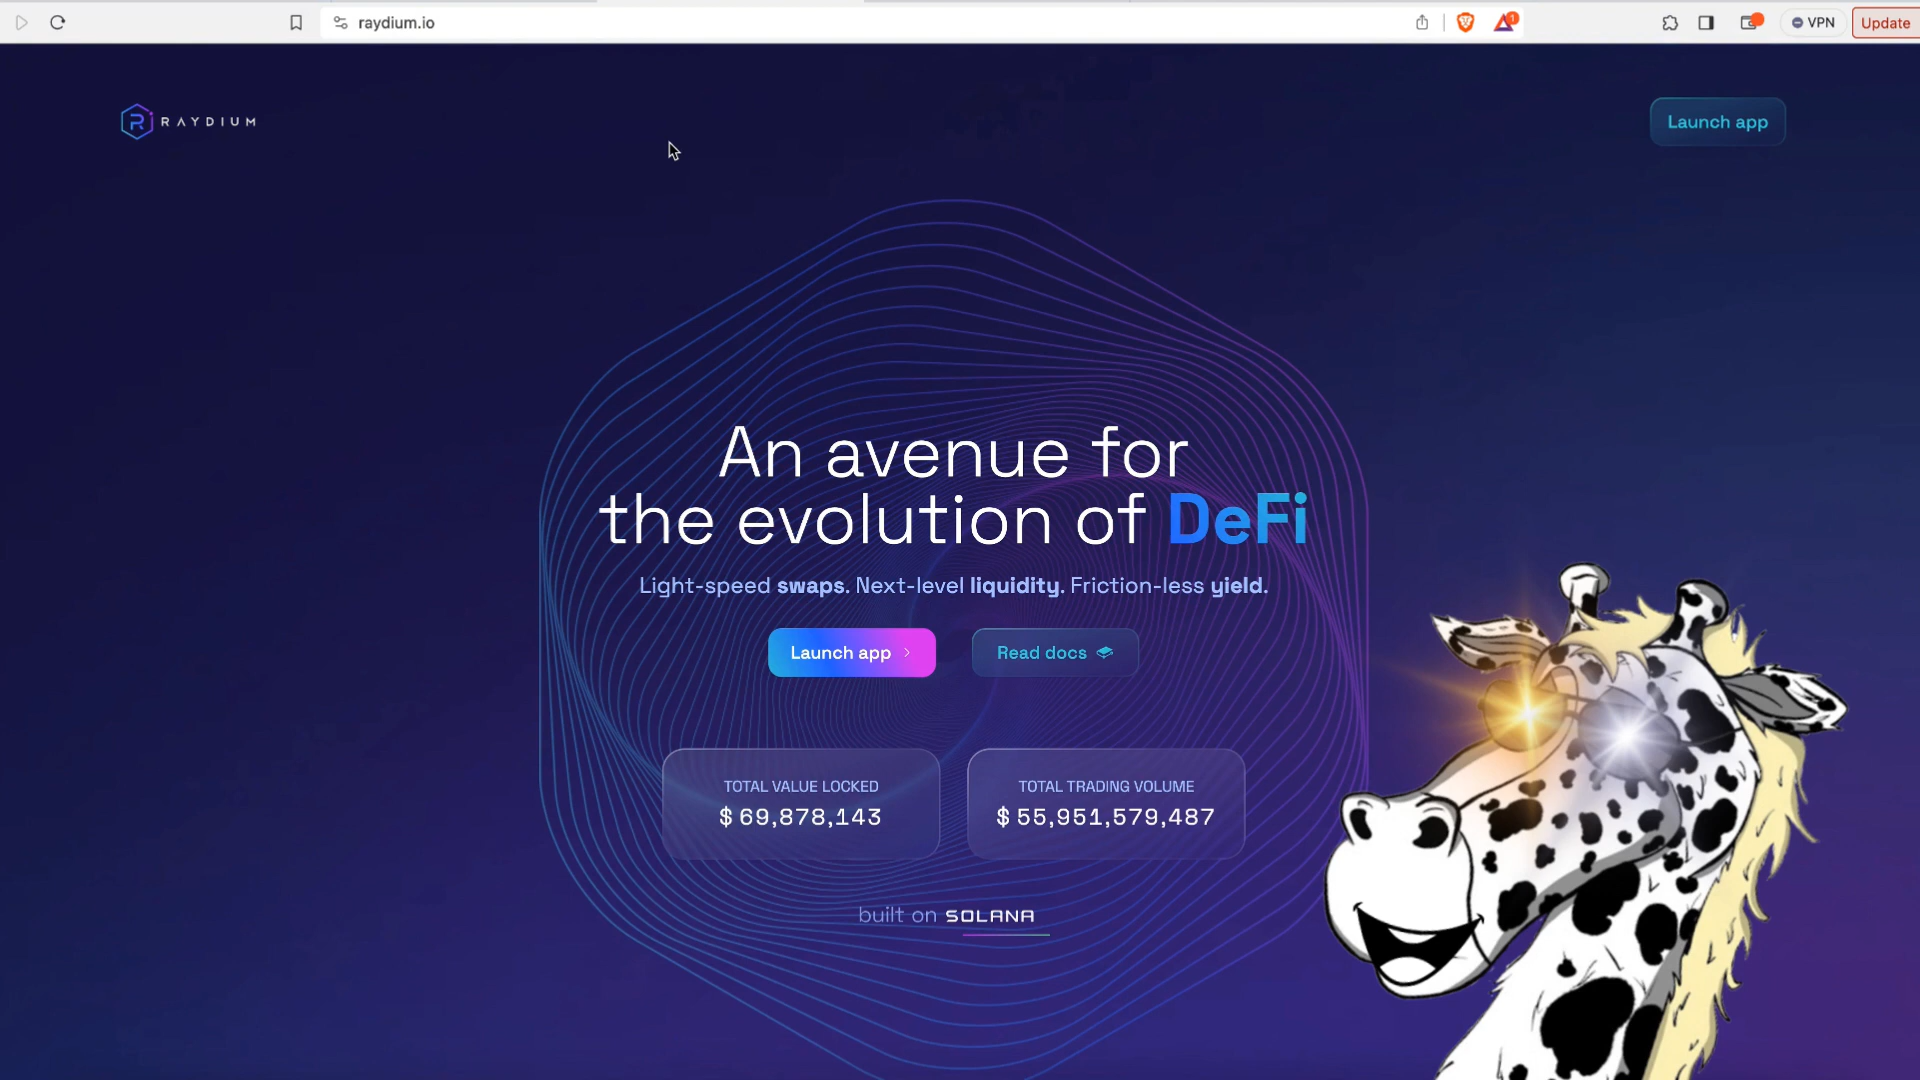 raydium.io
1
VPN
Update
RAYDIUM
Launch app
An avenue for
the evolution of DeFi
Light-speed swaps. Next-level liquidity. Friction-less yield.
Launch app
Read docs
TOTAL VALUE LOCKED
$ 69,878,143
TOTAL TRADING VOLUME
$ 55,951,579,487
built on SOLANA